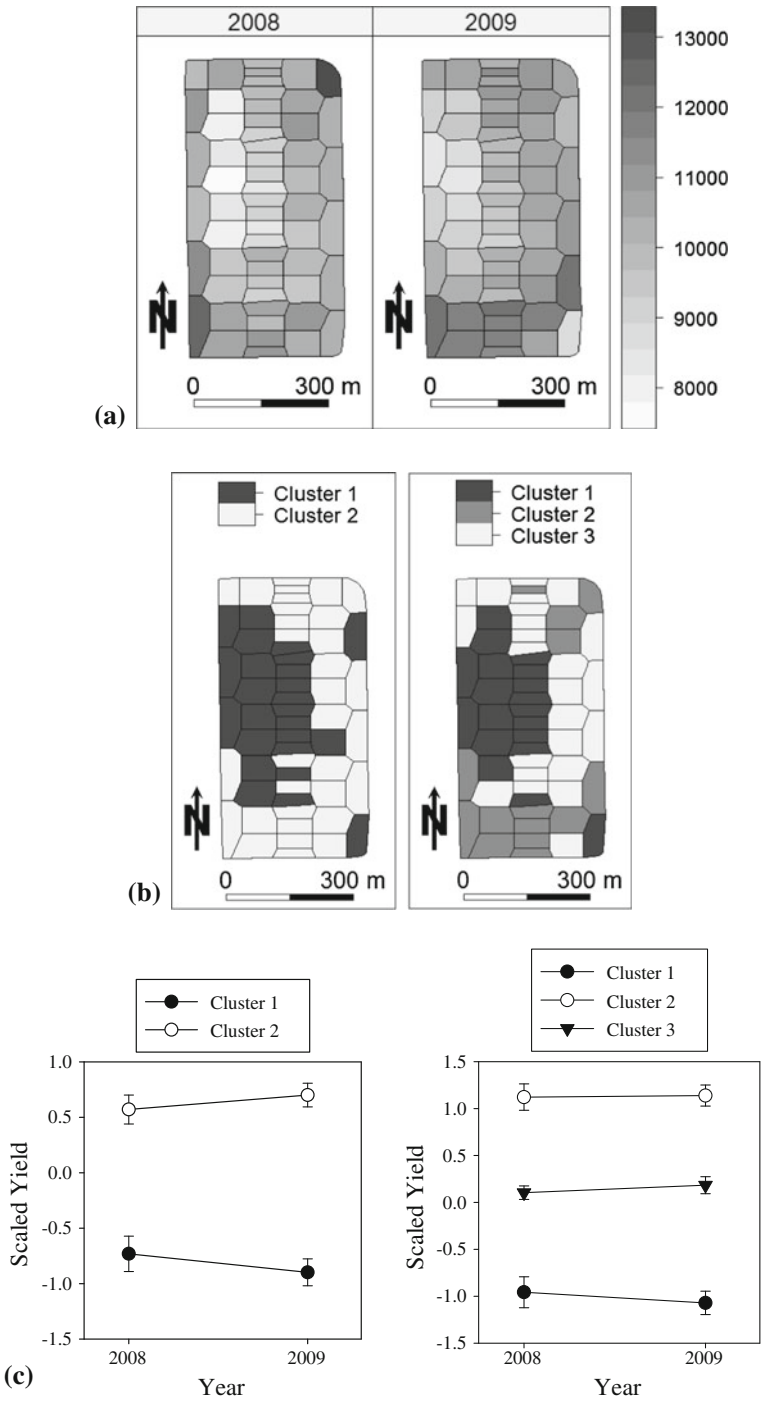 2008
2009
13000
12000
11000
10000
9000
8000
N
N
0 300 m
0 300 m
(a)
Cluster 1
Cluster 2
Cluster 1
Cluster 2
Cluster 3
N
N
0 300 m
0 300 m
(b)
Cluster 1
Cluster 2
Cluster 1
Cluster 2
Cluster 3
1.0
0.5
0.0
-0.5
-1.0
-1.5
Scaled Yield
2008 2009
Year
1.5
1.0
0.5
0.0
-0.5
-1.0
-1.5
Scaled Yield
2008 2009
Year
(c)